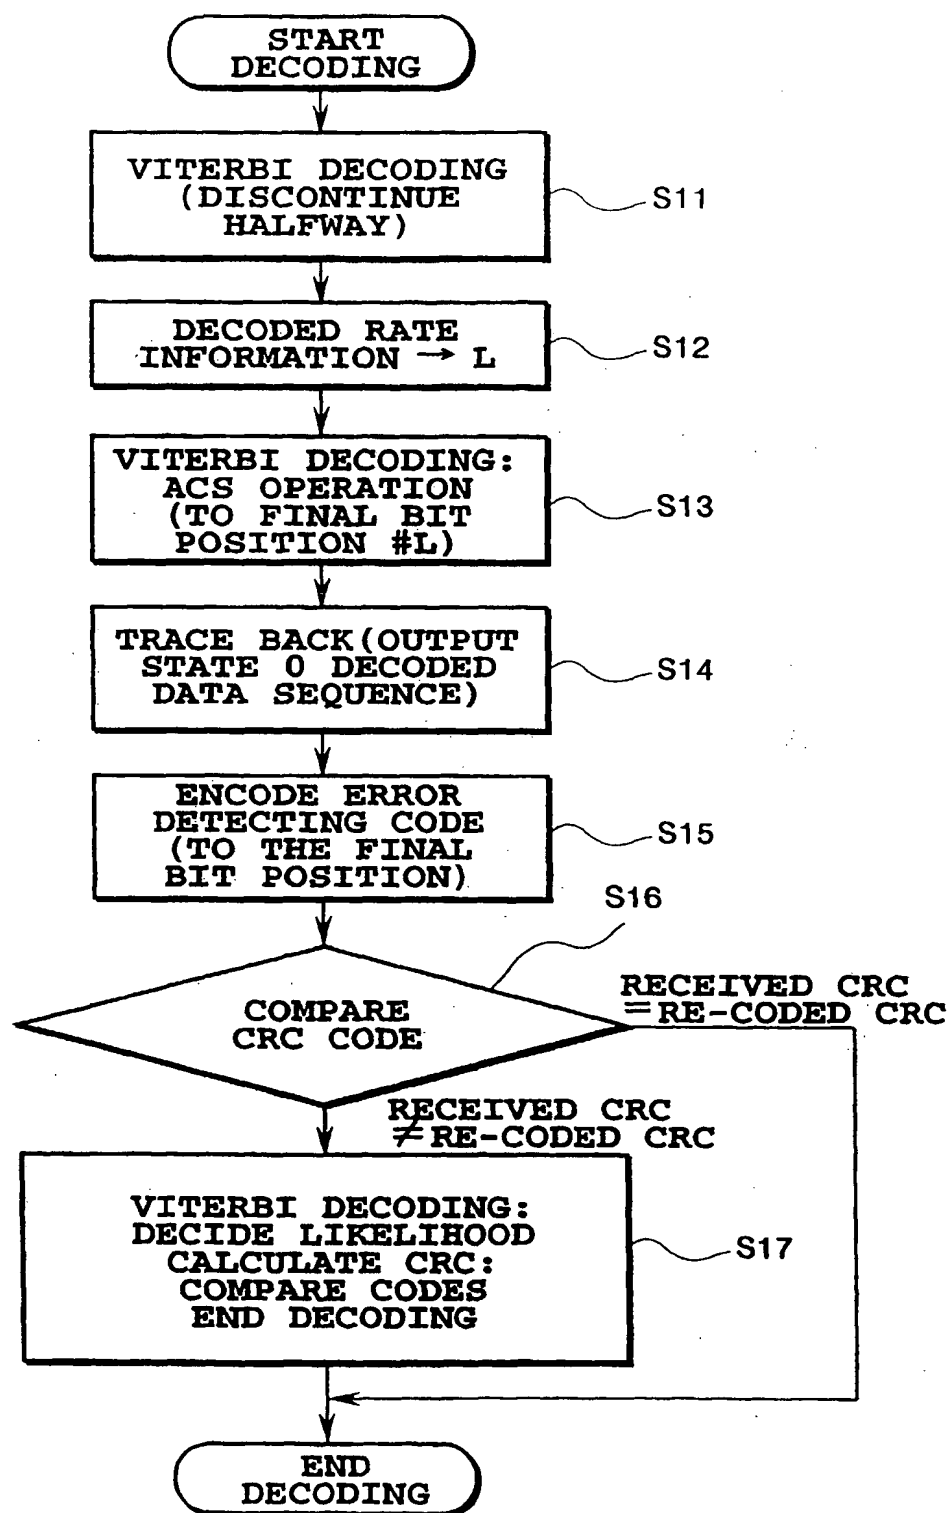 START
DECODING
VITERBI DECODING
(DISCONTINUE
HALFWAY)
S11
DECODED RATE
INFORMATION → L
S12
VITERBI DECODING:
ACS OPERATION
(TO FINAL BIT
POSITION #L)
S13
TRACE BACK(OUTPUT
STATE 0 DECODED
DATA SEQUENCE)
S14
ENCODE ERROR
DETECTING CODE
(TO THE FINAL
BIT POSITION)
S15
S16
COMPARE
CRC CODE
RECEIVED CRC
=RE-CODED CRC
RECEIVED CRC
≠RE-CODED CRC
VITERBI DECODING:
DECIDE LIKELIHOOD
CALCULATE CRC:
COMPARE CODES
END DECODING
S17
END
DECODING